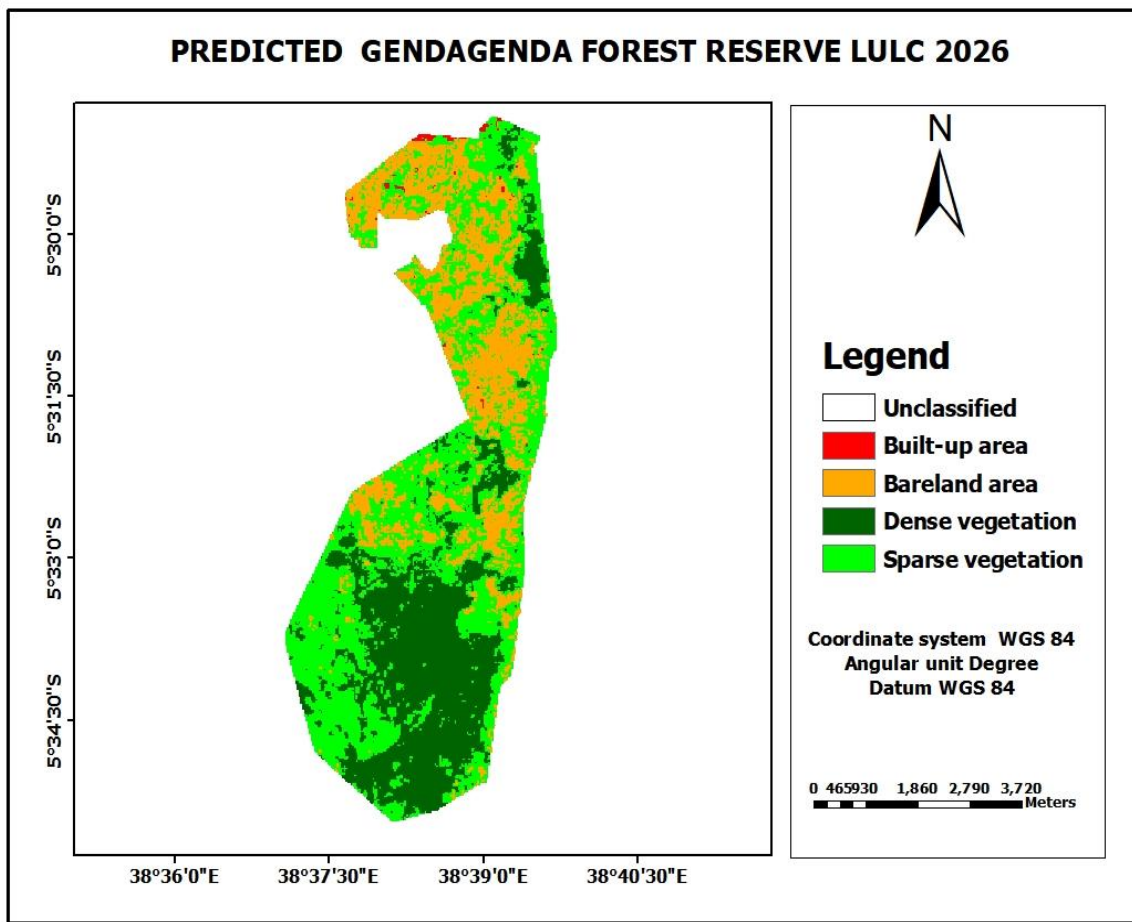 PREDICTED GENDAGENDA FOREST RESERVE LULC 2026
5°30'0"S
5°31'30"S
5°33'0"S
5°34'30"S
38°36'0"E 38°37'30"E 38°39'0"E 38°40'30"E
N
Legend
Unclassified
Built-up area
Bareland area
Dense vegetation
Sparse vegetation
Coordinate system WGS 84
Angular unit Degree
Datum WGS 84
0 465930 1,860 2,790 3,720
Meters